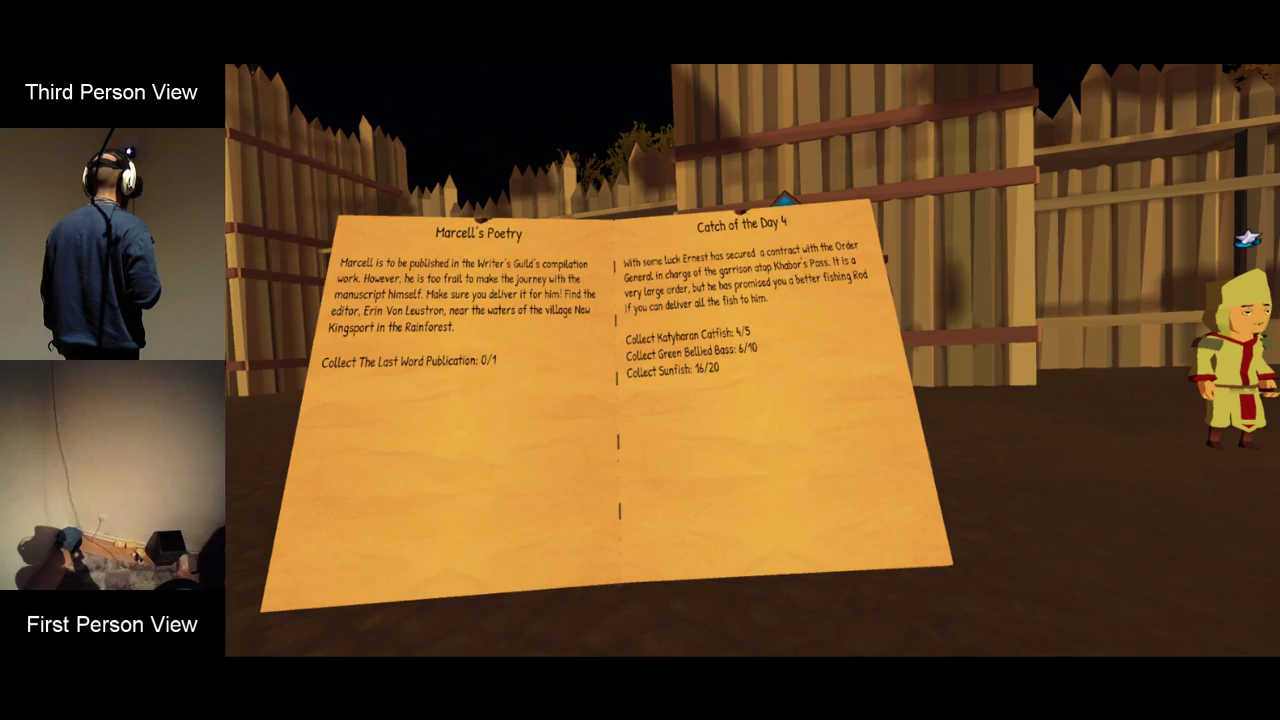 Third Person View
First Person View
Marcell's Poetry
Marcell is to be published in the Writer's Guild's compilation
work. However, he is too frail to make the journey with the
manuscript himself. Make sure you deliver it for him! Find the
editor, Erin Von Leustron, near the waters of the village New
Kingsport in the Rainforest.
Collect The Last Word Publication: 0/1
Catch of the Day 4
With some luck Ernest has secured a contract with the Order
General in charge of the garrison atop Khabor's Pass. It is a
very large order, but he has promised you a better fishing Rod
if you can deliver all the fish to him.
Collect Katyharan Catfish: 4/5
Collect Green Bellied Bass: 6/10
Collect Sunfish: 16/20